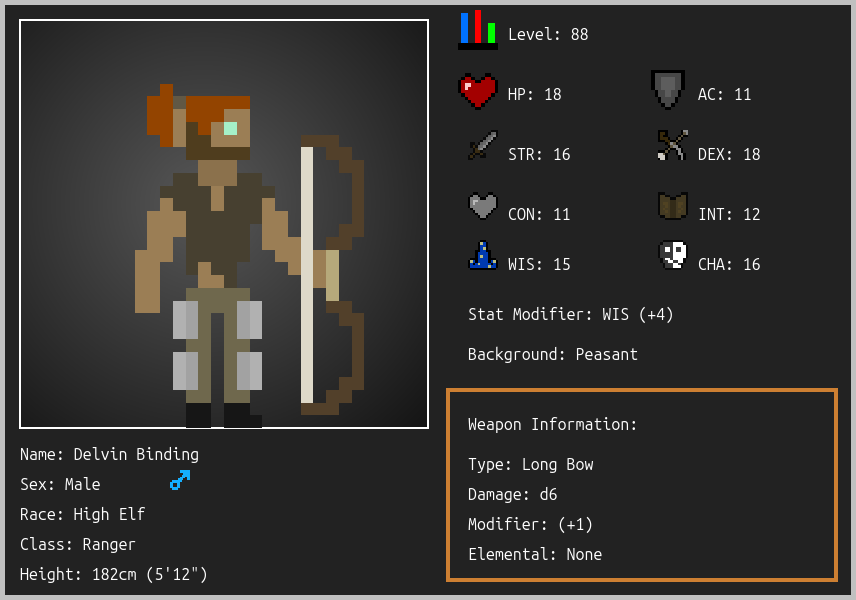 Level: 88
HP: 18
AC: 11
STR: 16
DEX: 18
CON: 11
INT: 12
WIS: 15
CHA: 16
Stat Modifier: WIS (+4)
Background: Peasant
Weapon Information:
Type: Long Bow
Damage: d6
Modifier: (+1)
Elemental: None
Name: Delvin Binding
Sex: Male
Race: High Elf
Class: Ranger
Height: 182cm (5'12")